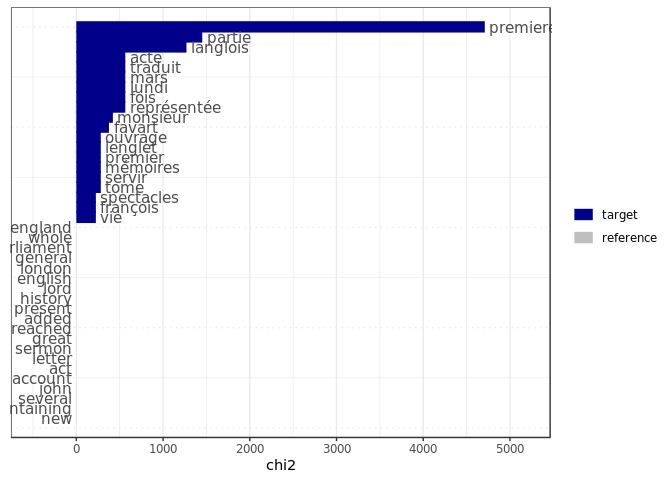 premiere
partie
langlois
acte
traduit
mars
lundi
fois
représentée
monsieur
favart
ouvrage
lenglet
premier
mémoires
servir
tome
spectacles
françois
vie
england
whole
rliament
general
london
english
lord
history
present
added
reached
great
sermon
letter
act
account
john
several
ntaining
new
target
reference
0 1000 2000 3000 4000 5000
chi2